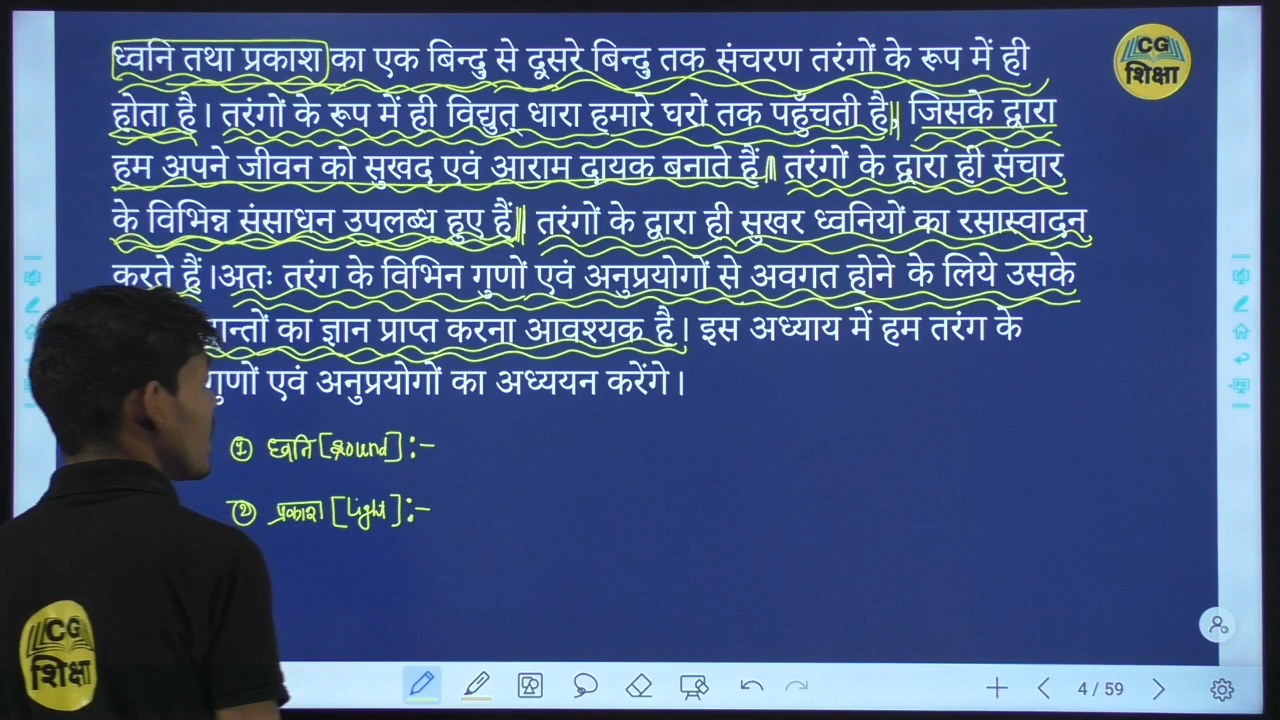 ध्वनि तथा प्रकाश का एक बिन्दु से दूसरे बिन्दु तक संचरण तरंगों के रूप में ही
होता है। तरंगों के रूप में ही विद्युत् धारा हमारे घरों तक पहुँचती है। जिसके द्वारा
हम अपने जीवन को सुखद एवं आराम दायक बनाते हैं। तरंगों के द्वारा ही संचार
के विभिन्न संसाधन उपलब्ध हुए हैं। तरंगों के द्वारा ही सुखर ध्वनियों का रसास्वादन
करते हैं ।अतः तरंग के विभिन गुणों एवं अनुप्रयोगों से अवगत होने के लिये उसके
का ज्ञान प्राप्त करना आवश्यक है। इस अध्याय में हम तरंग के
गुणों एवं अनुप्रयोगों का अध्ययन करेंगे।
① ध्वनि [sound] :-
② प्रकाश [Light] :-
CG
शिक्षा
CG
शिक्षा
4 / 59